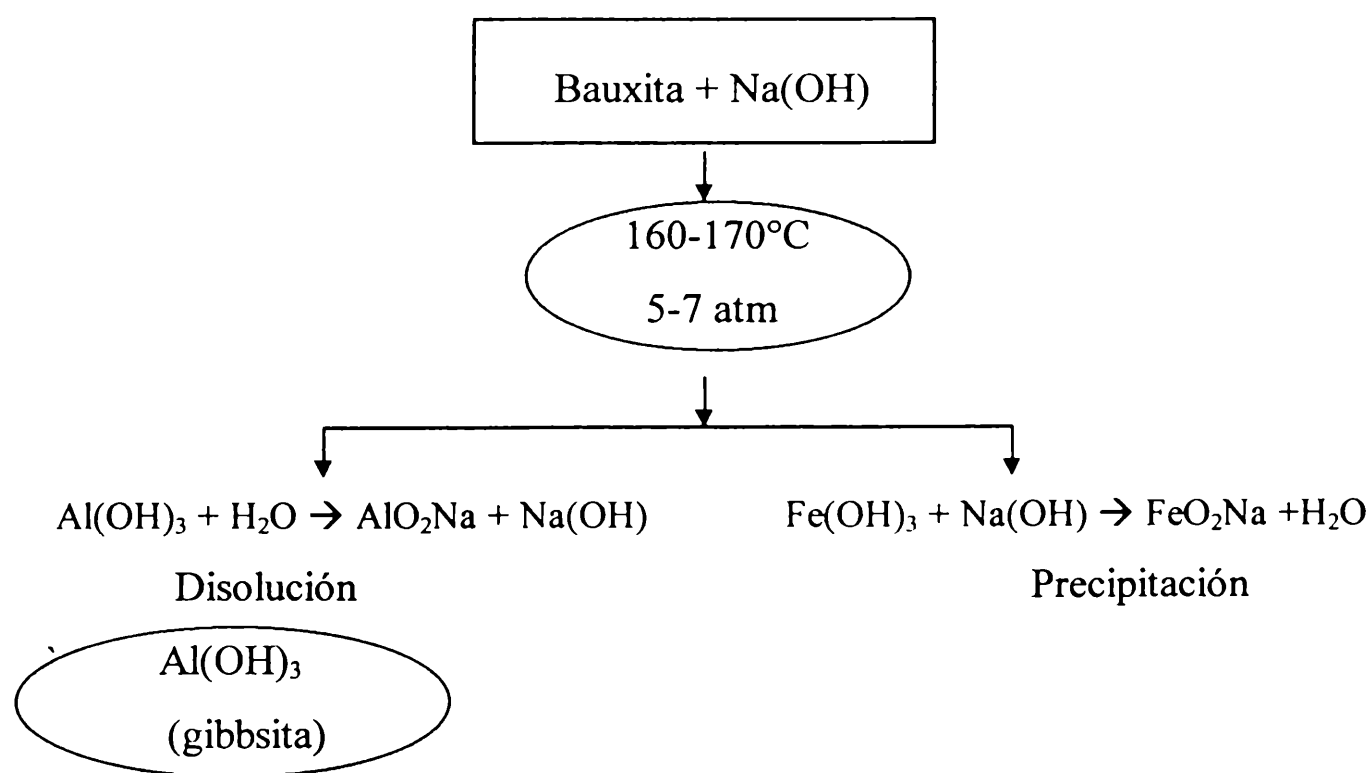 Bauxita + Na(OH)
160-170°C
5-7 atm
Al(OH)₃ + H₂O → AlO₂Na + Na(OH)
Fe(OH)₃ + Na(OH) → FeO₂Na +H₂O
Disolución
Precipitación
Al(OH)₃
(gibbsita)